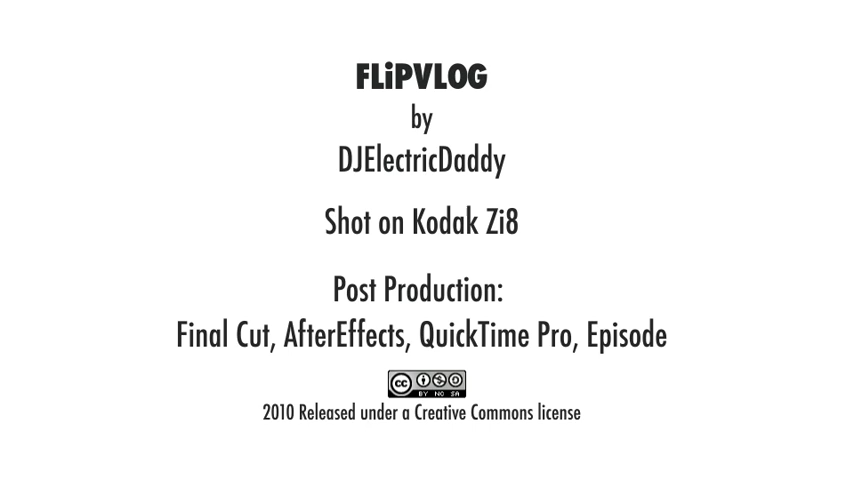 FLiPVLOG
by
DJElectricDaddy
Shot on Kodak Zi8
Post Production:
Final Cut, AfterEffects, QuickTime Pro, Episode
cc
BY NC SA
2010 Released under a Creative Commons license